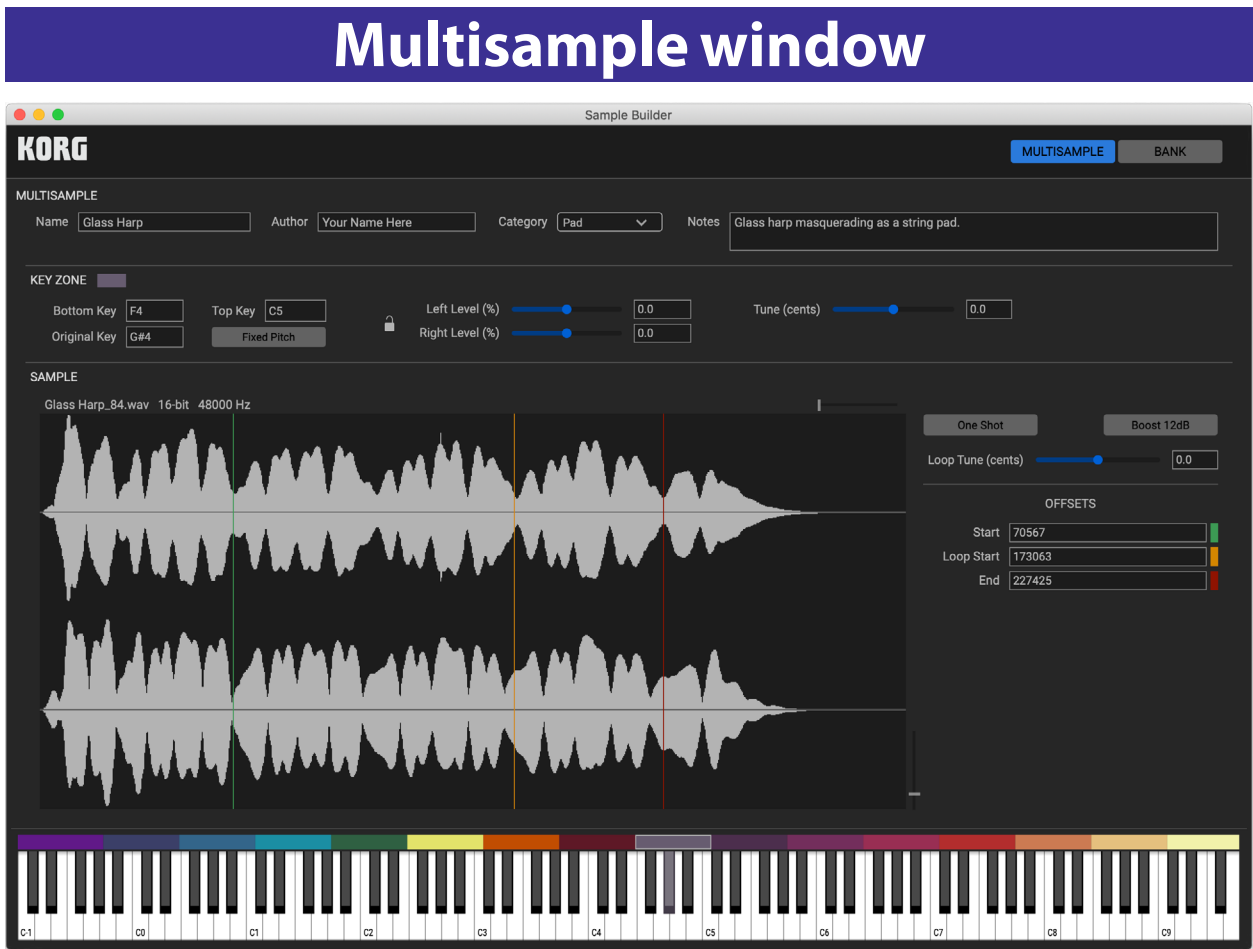 Multisample window
Sample Builder
KORG
MULTISAMPLE BANK
MULTISAMPLE
Name Glass Harp Author Your Name Here Category Pad Notes Glass harp masquerading as a string pad.
KEY ZONE
Bottom Key F4 Top Key C5 Left Level (%) 0.0 Tune (cents) 0.0
Original Key G#4 Fixed Pitch Right Level (%) 0.0
SAMPLE
Glass Harp_84.wav 16-bit 48000 Hz
One Shot Boost 12dB
Loop Tune (cents) 0.0
OFFSETS
Start 70567
Loop Start 173063
End 227425
C-1 C0 C1 C2 C3 C4 C5 C6 C7 C8 C9